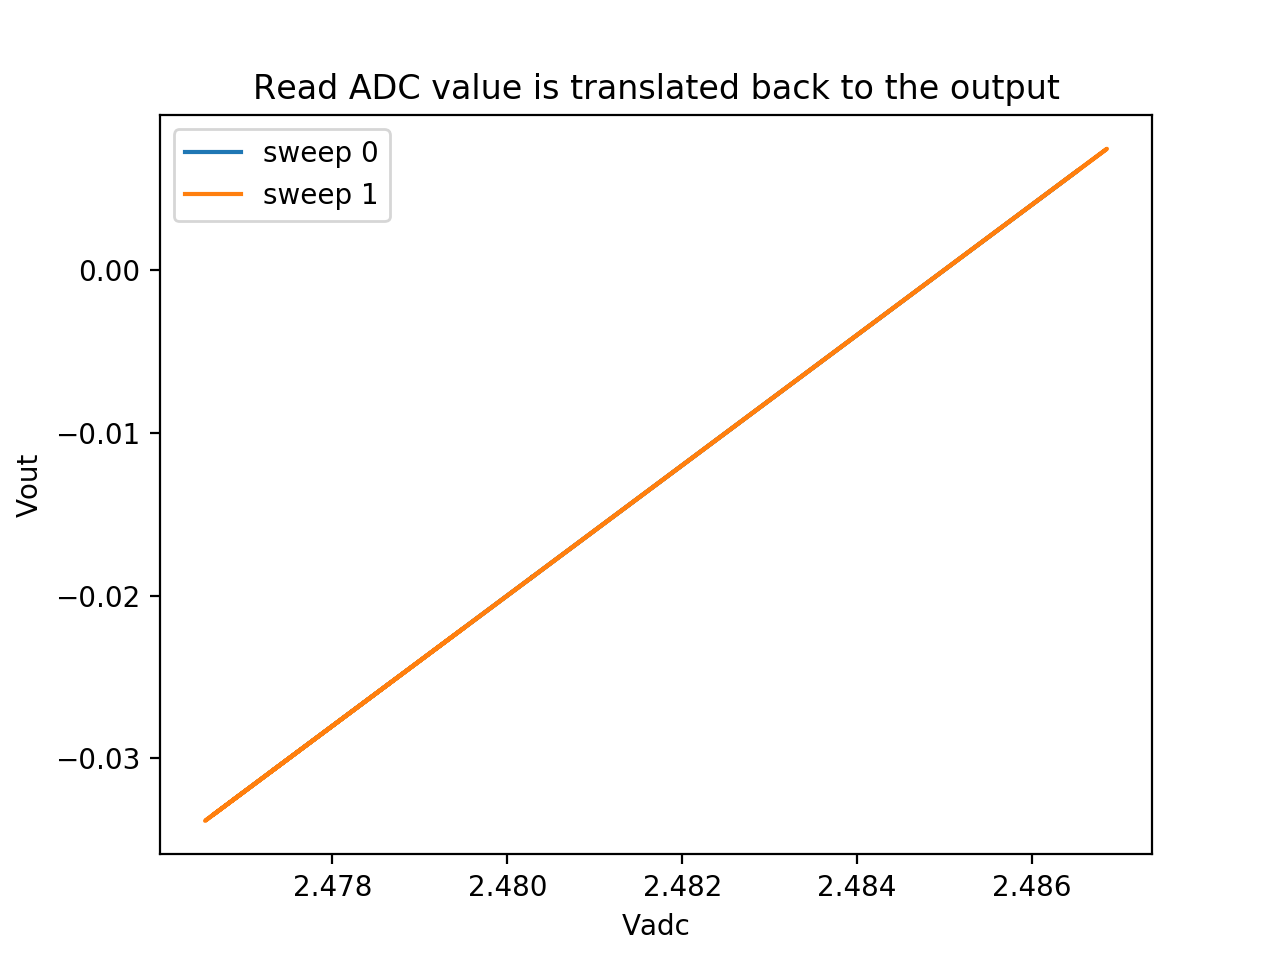 Read ADC value is translated back to the output
sweep 0
sweep 1
0.00
−0.01
−0.02
−0.03
Vout
2.478 2.480 2.482 2.484 2.486
Vadc